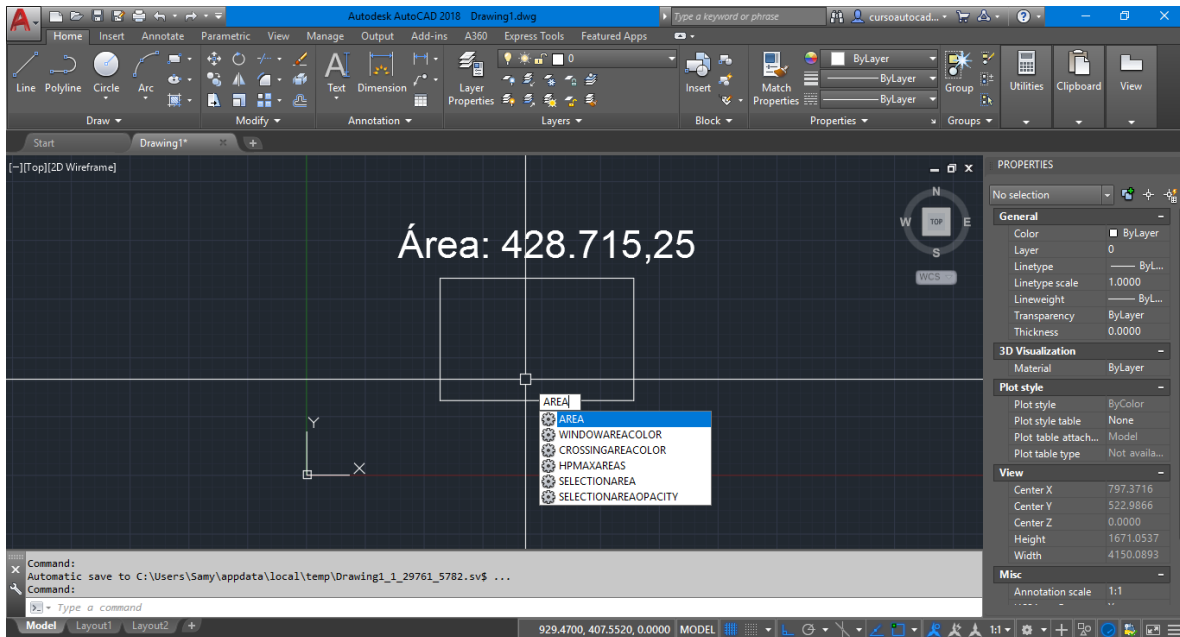 Autodesk AutoCAD 2018 Drawing1.dwg
Type a keyword or phrase
cursoautocad...
Home Insert Annotate Parametric View Manage Output Add-ins A360 Express Tools Featured Apps
Line Polyline Circle Arc
Text Dimension
Layer
Properties
0
Insert
Match
Properties
ByLayer
ByLayer
ByLayer
Group
Utilities
Clipboard
View
Draw Modify Annotation Layers Block Properties Groups
Start Drawing1*
[−][Top][2D Wireframe]
Área: 428.715,25
N
W TOP E
S
WCS
AREA
AREA
WINDOWAREACOLOR
CROSSINGAREACOLOR
HPMAXAREAS
SELECTIONAREA
SELECTIONAREAOPACITY
Y
X
PROPERTIES
No selection
General
Color ByLayer
Layer 0
Linetype ByL...
Linetype scale 1.0000
Lineweight ByL...
Transparency ByLayer
Thickness 0.0000
3D Visualization
Material ByLayer
Plot style
Plot style ByColor
Plot style table None
Plot table attach... Model
Plot table type Not availa...
View
Center X 797.3716
Center Y 522.9866
Center Z 0.0000
Height 1671.0537
Width 4150.0893
Misc
Annotation scale 1:1
Command:
Automatic save to C:\Users\Samy\appdata\local\temp\Drawing1_1_29761_5782.sv$ ...
Command:
Type a command
Model Layout1 Layout2 +
929.4700, 407.5520, 0.0000 MODEL 1:1